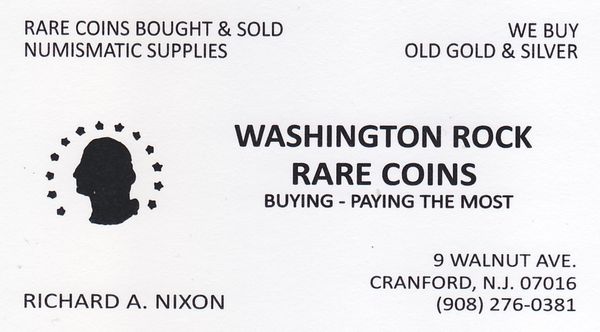 RARE COINS BOUGHT & SOLD
NUMISMATIC SUPPLIES
WE BUY
OLD GOLD & SILVER
WASHINGTON ROCK
RARE COINS
BUYING - PAYING THE MOST
9 WALNUT AVE.
CRANFORD, N.J. 07016
(908) 276-0381
RICHARD A. NIXON